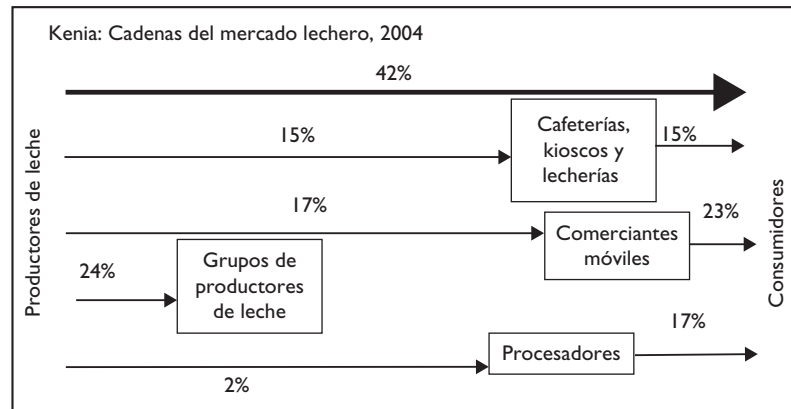 Kenia: Cadenas del mercado lechero, 2004
42%
Productores de leche
15%
Cafeterías,
kioscos y
lecherías
15%
17%
Comerciantes
móviles
23%
24%
Grupos de
productores
de leche
2%
Procesadores
17%
Consumidores